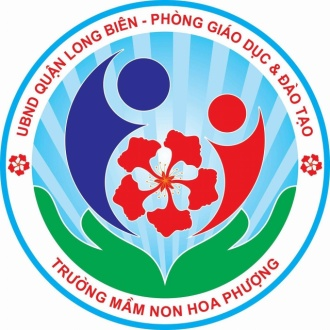 UBND QUẬN LONG BIÊN - PHÒNG GIÁO DỤC & ĐÀO TẠO
TRƯỜNG MẦM NON HOA PHƯỢNG